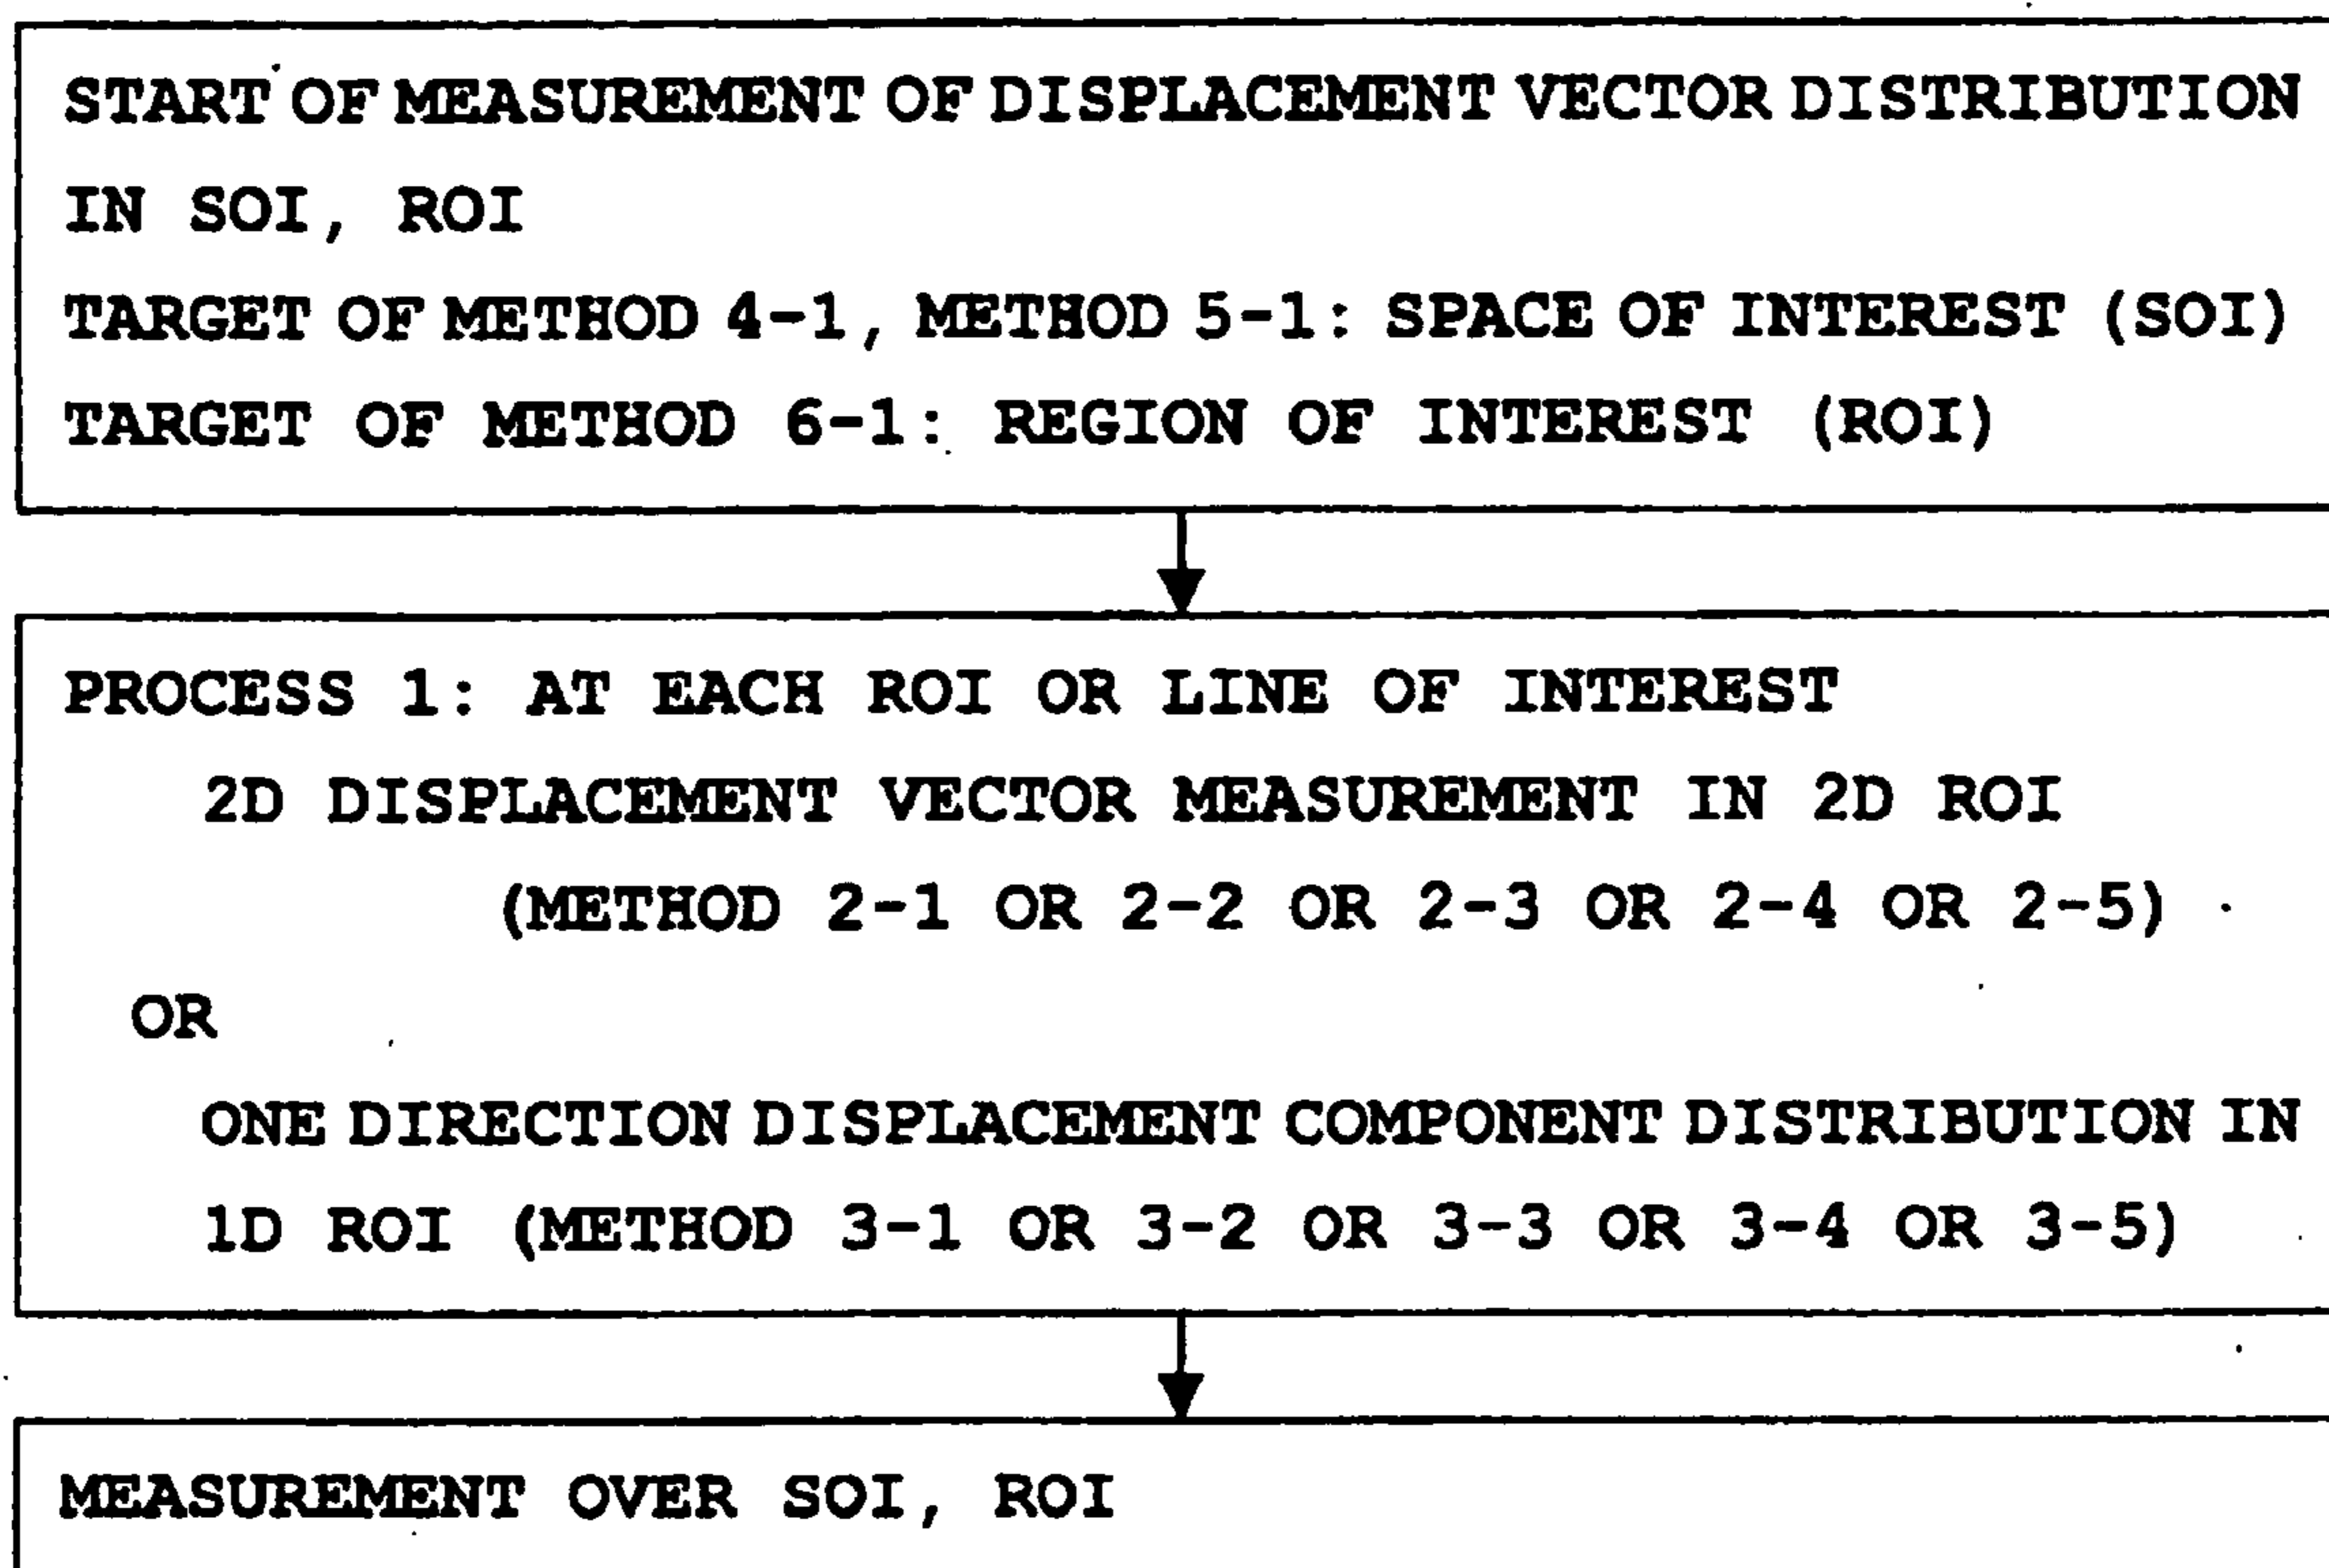 START OF MEASUREMENT OF DISPLACEMENT VECTOR DISTRIBUTION
IN SOI, ROI
TARGET OF METHOD 4-1, METHOD 5-1: SPACE OF INTEREST (SOI)
TARGET OF METHOD 6-1: REGION OF INTEREST (ROI)
PROCESS 1: AT EACH ROI OR LINE OF INTEREST
2D DISPLACEMENT VECTOR MEASUREMENT IN 2D ROI
(METHOD 2-1 OR 2-2 OR 2-3 OR 2-4 OR 2-5)
OR
ONE DIRECTION DISPLACEMENT COMPONENT DISTRIBUTION IN
1D ROI (METHOD 3-1 OR 3-2 OR 3-3 OR 3-4 OR 3-5)
MEASUREMENT OVER SOI, ROI